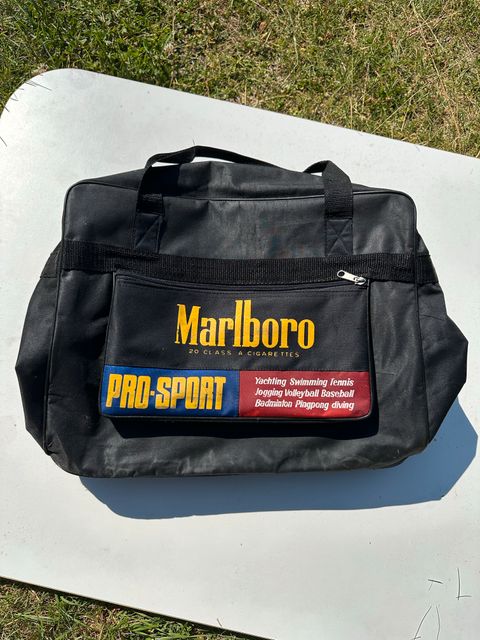 Marlboro
20 CLASS A CIGARETTES
PRO-SPORT
Yachting Swimming Tennis
Jogging Volleyball Baseball
Badminton Pingpong diving